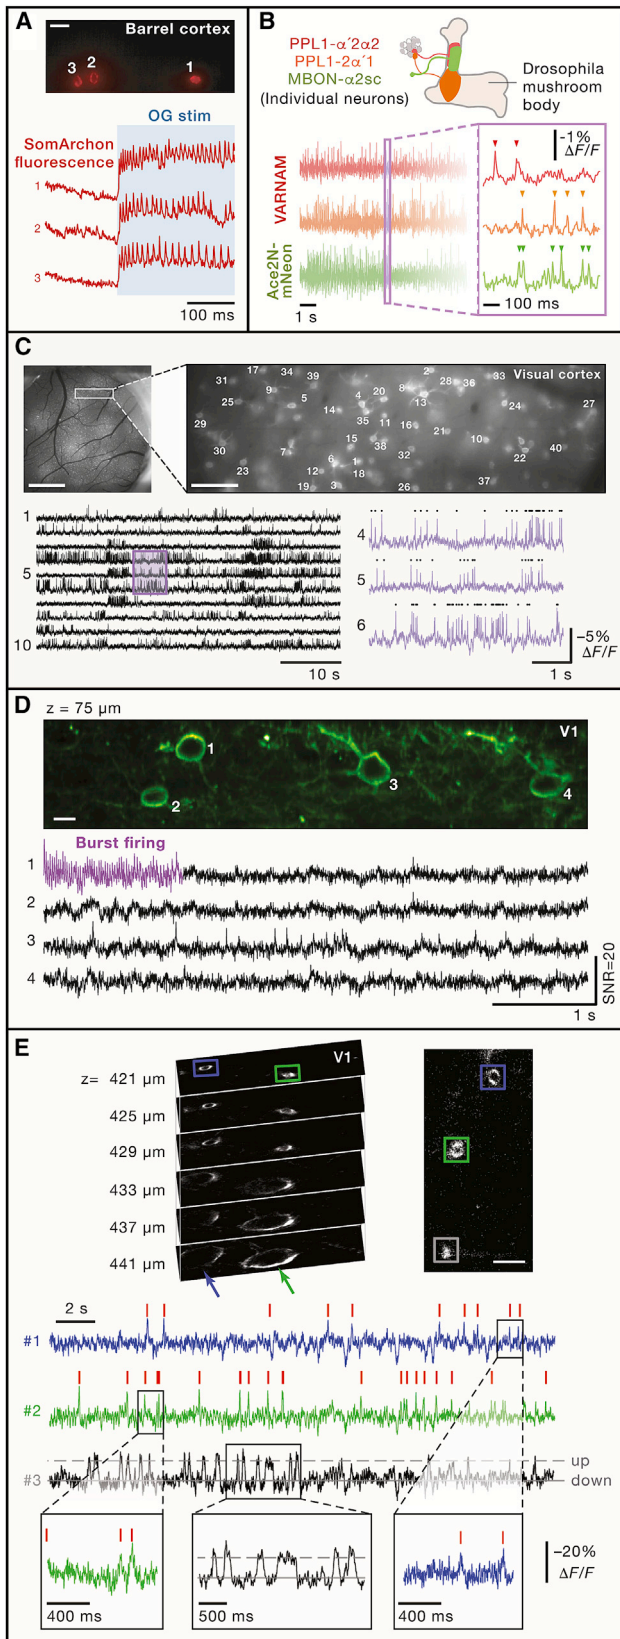 A
Barrel cortex
3
2
1
OG stim
SomArchon
fluorescence
1
2
3
100 ms
B
PPL1-α´2α2
PPL1-2α´1
MBON-α2sc
(Individual neurons)
Drosophila
mushroom
body
VARNAM
Ace2N-
mNeon
1 s
-1%
ΔF/F
100 ms
C
Visual cortex
17
34
39
2
33
31
9
20
8
28
36
25
5
4
13
24
27
14
29
35
11
16
21
15
38
10
30
7
32
40
6
1
22
23
12
18
19
3
26
37
1
5
10
10 s
4
5
6
–5%
ΔF/F
1 s
D
z = 75 μm
V1
1
2
3
4
Burst firing
1
2
3
4
SNR=20
1 s
E
V1
z= 421 μm
425 μm
429 μm
433 μm
437 μm
441 μm
2 s
#1
#2
#3
up
down
400 ms
500 ms
400 ms
–20%
ΔF/F